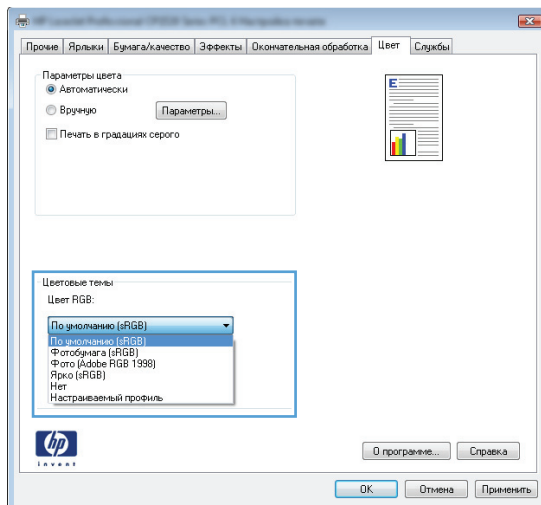 Прочие Ярлыки Бумага/качество Эффекты Окончательная обработка Цвет Службы
Параметры цвета
Автоматически
Вручную Параметры...
Печать в градациях серого
E
Цветовые темы
Цвет RGB:
По умолчанию (sRGB)
По умолчанию (sRGB)
Фотобумага (sRGB)
Фото (Adobe RGB 1998)
Ярко (sRGB)
Нет
Настраиваемый профиль
hp
invent
О программе... Справка
OK Отмена Применить